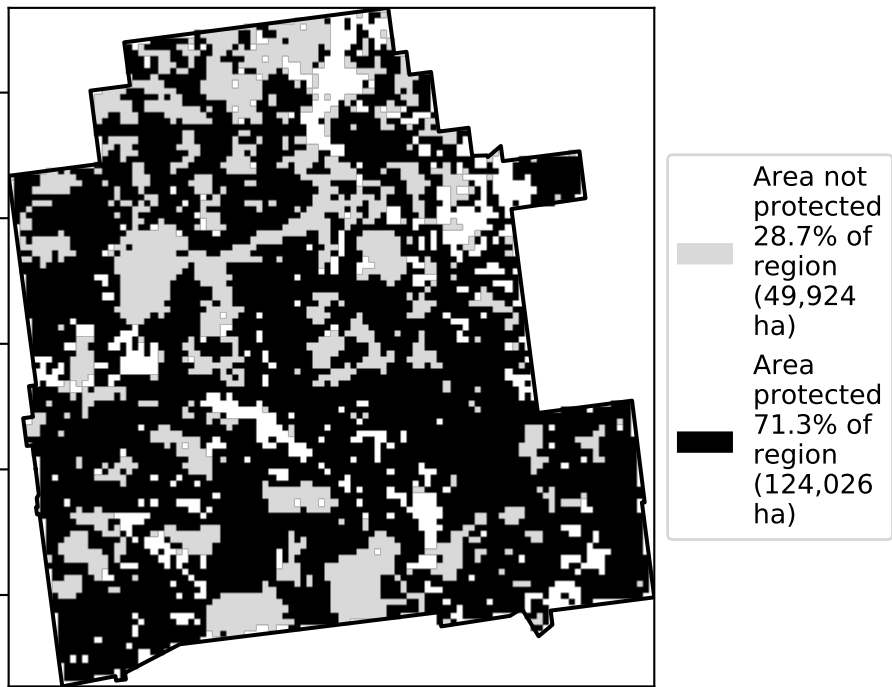 Area not
protected
28.7% of
region
(49,924
ha)
Area
protected
71.3% of
region
(124,026
ha)